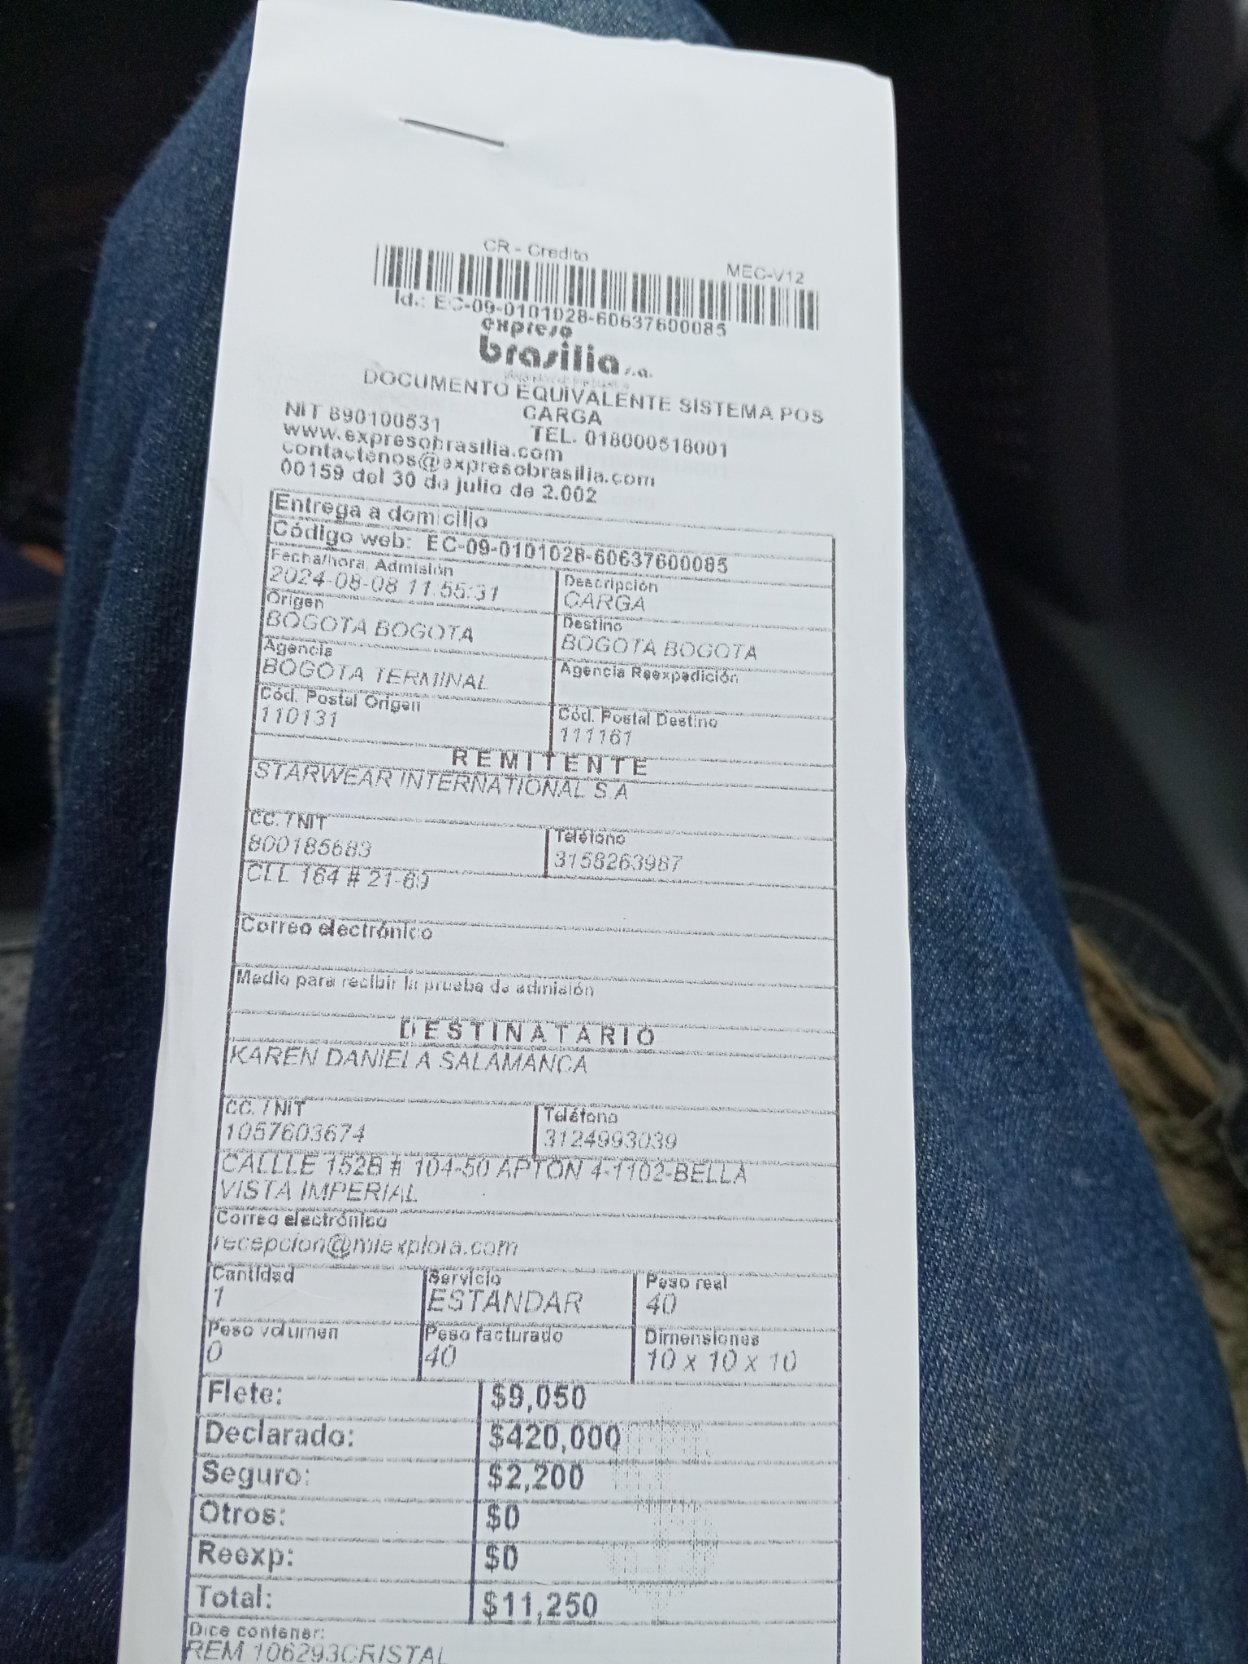 CR - Credito
MEC-V12
Id.: EC-09-0101028-60637600085
expreso
brasilia s.a.
DOCUMENTO EQUIVALENTE SISTEMA POS
CARGA
NIT 890100531 TEL. 018000518001
www.expresobrasilia.com
contactenos@expresobrasilia.com
00159 del 30 de julio de 2.002
Entrega a domicilio
Código web: EC-09-0101028-60637600085
Fecha/hora Admisión
2024-08-08 11:55:31
Descripción
CARGA
Origen
BOGOTA BOGOTA
Destino
BOGOTA BOGOTA
Agencia
BOGOTA TERMINAL
Agencia Reexpedición
Cód. Postal Origen
110131
Cód. Postal Destino
111161
REMITENTE
STARWEAR INTERNATIONAL S.A
CC. / NIT
800185683
Teléfono
3158263987
CLL 164 # 21-69
Correo electrónico
Medio para recibir la prueba de admisión
DESTINATARIO
KAREN DANIELA SALAMANCA
CC. / NIT
1057603674
Teléfono
3124993039
CALLLE 152B # 104-50 APTON 4-1102-BELLA
VISTA IMPERIAL
Correo electrónico
recepcion@miexplora.com
Cantidad
1
Servicio
ESTANDAR
Peso real
40
Peso volumen
0
Peso facturado
40
Dimensiones
10 x 10 x 10
Flete: $9,050
Declarado: $420,000
Seguro: $2,200
Otros: $0
Reexp: $0
Total: $11,250
Dice contener:
REM 106293CRISTAL